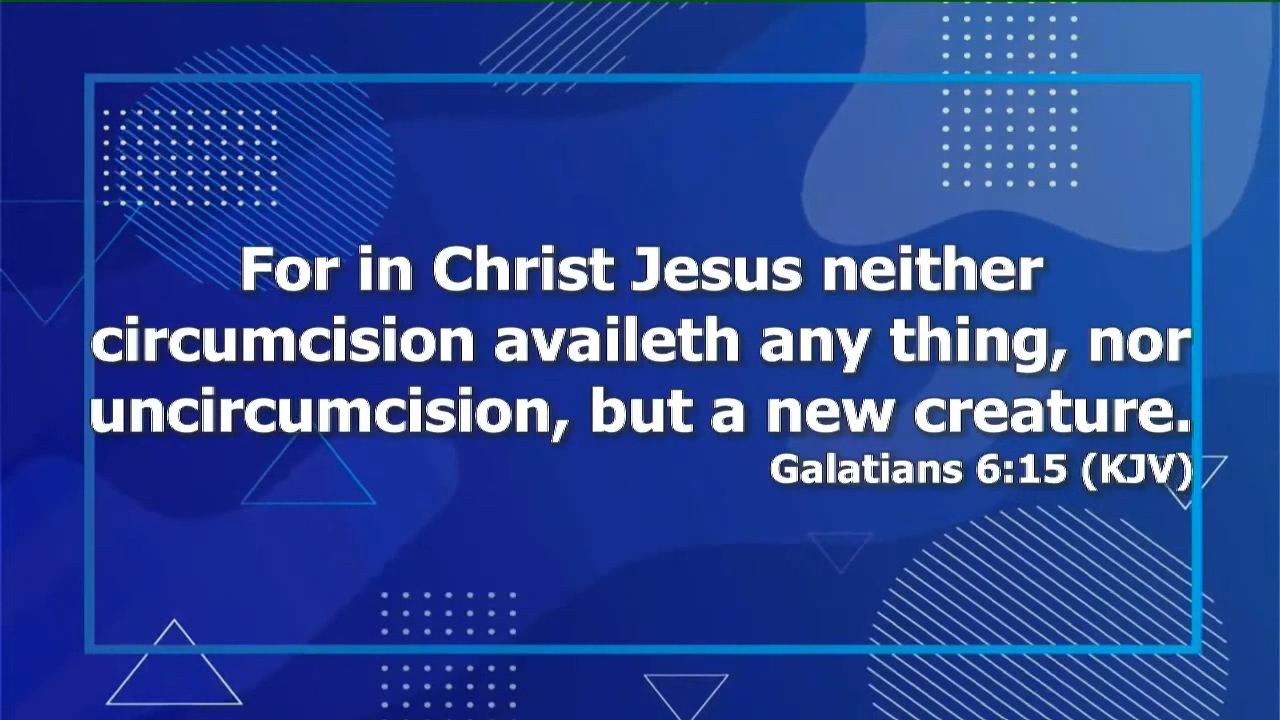 For in Christ Jesus neither
circumcision availeth any thing, nor
uncircumcision, but a new creature.
Galatians 6:15 (KJV)